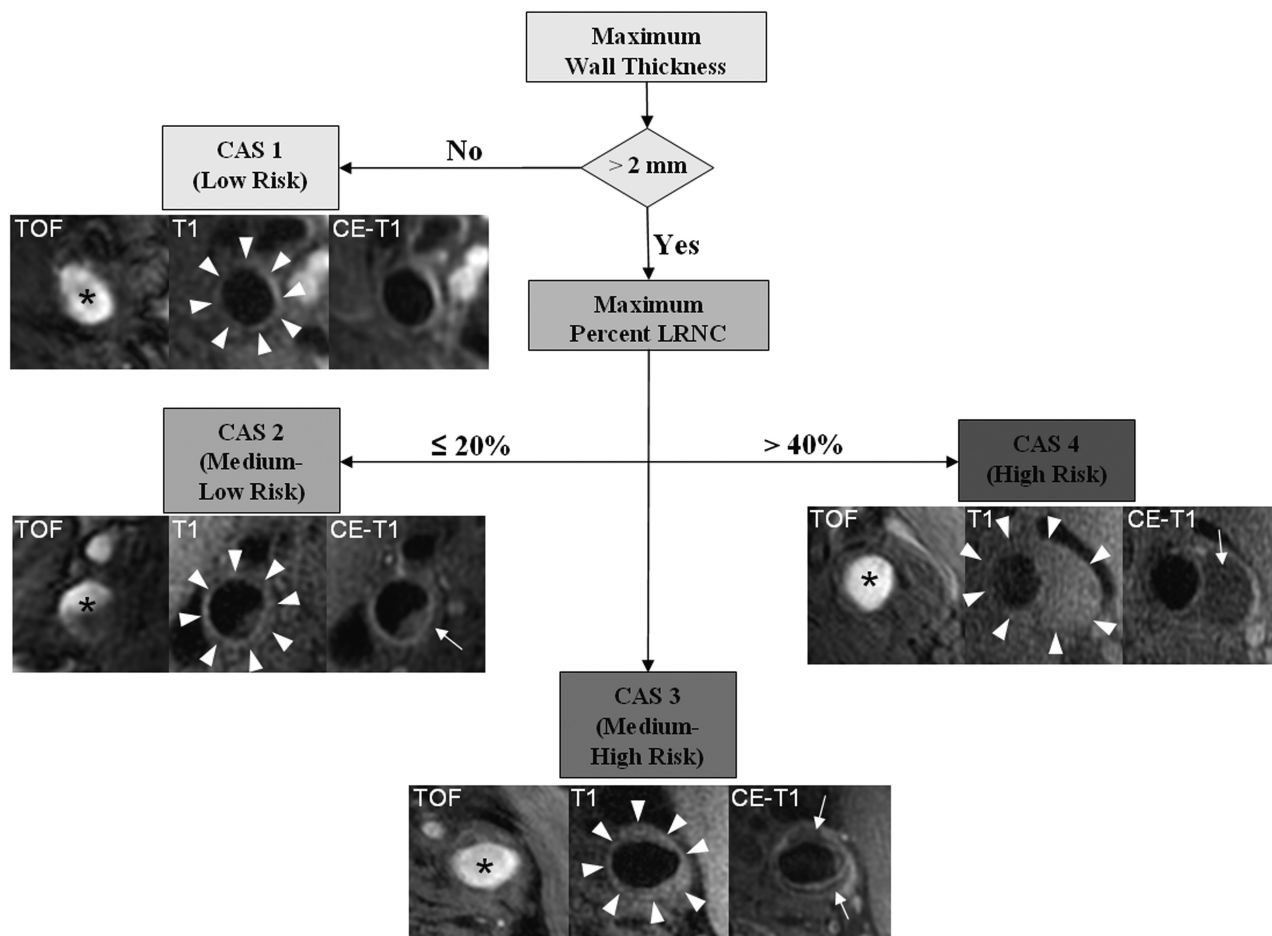 Maximum
Wall Thickness
> 2 mm
No
CAS 1
(Low Risk)
TOF
T1
CE-T1
*
Yes
Maximum
Percent LRNC
≤ 20%
> 40%
CAS 2
(Medium-
Low Risk)
TOF
T1
CE-T1
*
CAS 4
(High Risk)
TOF
T1
CE-T1
*
CAS 3
(Medium-
High Risk)
TOF
T1
CE-T1
*